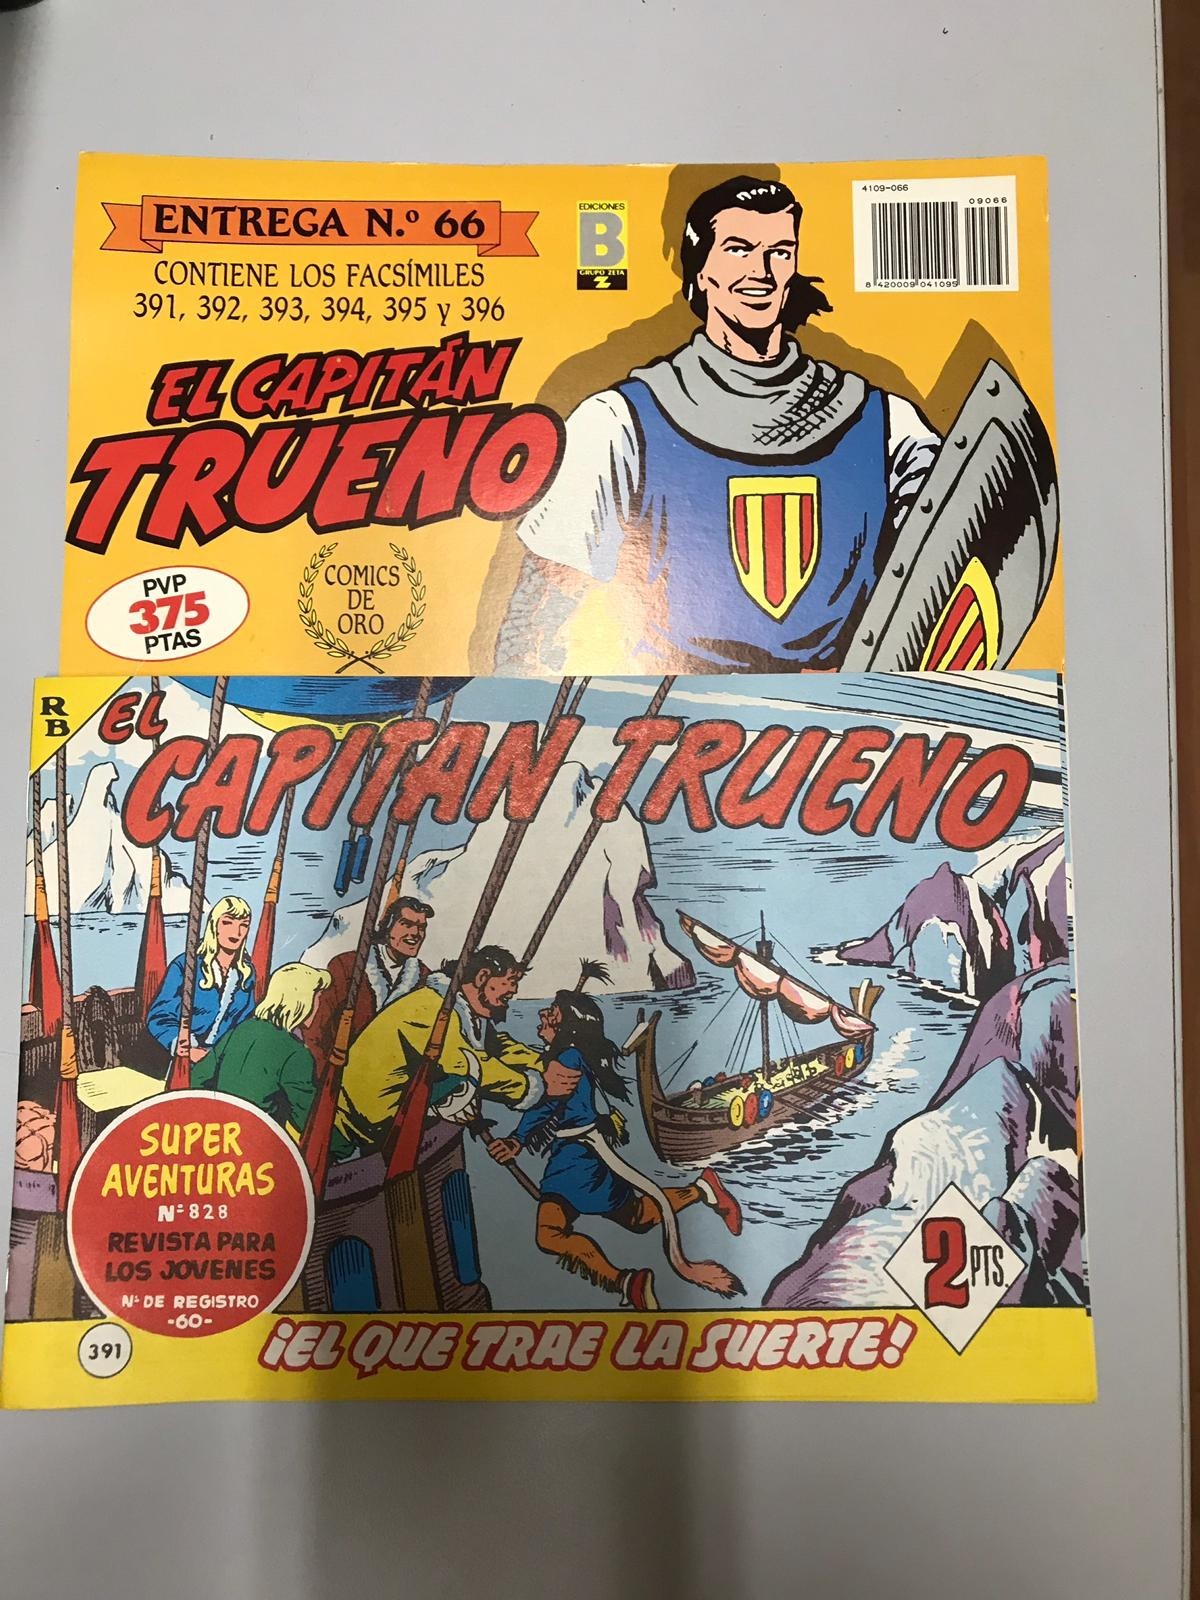 4109-066
09066
8 420009 041095
ENTREGA N.º 66
EDICIONES
B
GRUPO ZETA
Z
CONTIENE LOS FACSÍMILES
391, 392, 393, 394, 395 y 396
EL CAPITÁN
TRUENO
PVP
375
PTAS
COMICS
DE
ORO
R
B
EL
CAPITAN TRUENO
SUPER
AVENTURAS
Nº 828
REVISTA PARA
LOS JOVENES
Nº DE REGISTRO
-60-
2 PTS.
391
¡EL QUE TRAE LA SUERTE!